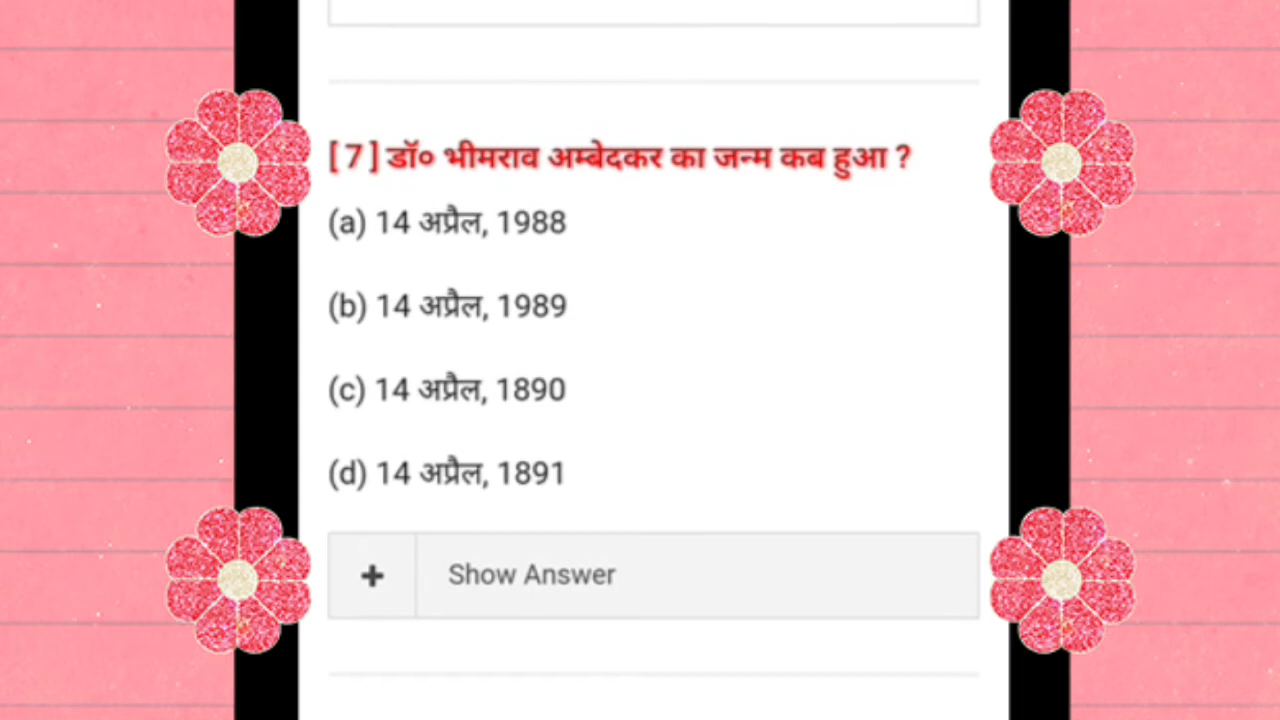 [ 7 ] डॉ० भीमराव अम्बेदकर का जन्म कब हुआ ?
(a) 14 अप्रैल, 1988
(b) 14 अप्रैल, 1989
(c) 14 अप्रैल, 1890
(d) 14 अप्रैल, 1891
+ Show Answer